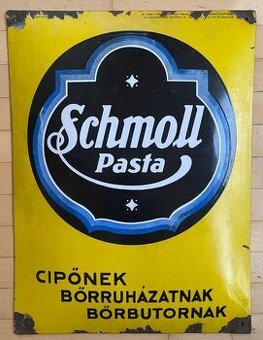 Schmoll
Pasta
CIPŐNEK
BŐRRUHÁZATNAK
BŐRBUTORNAK